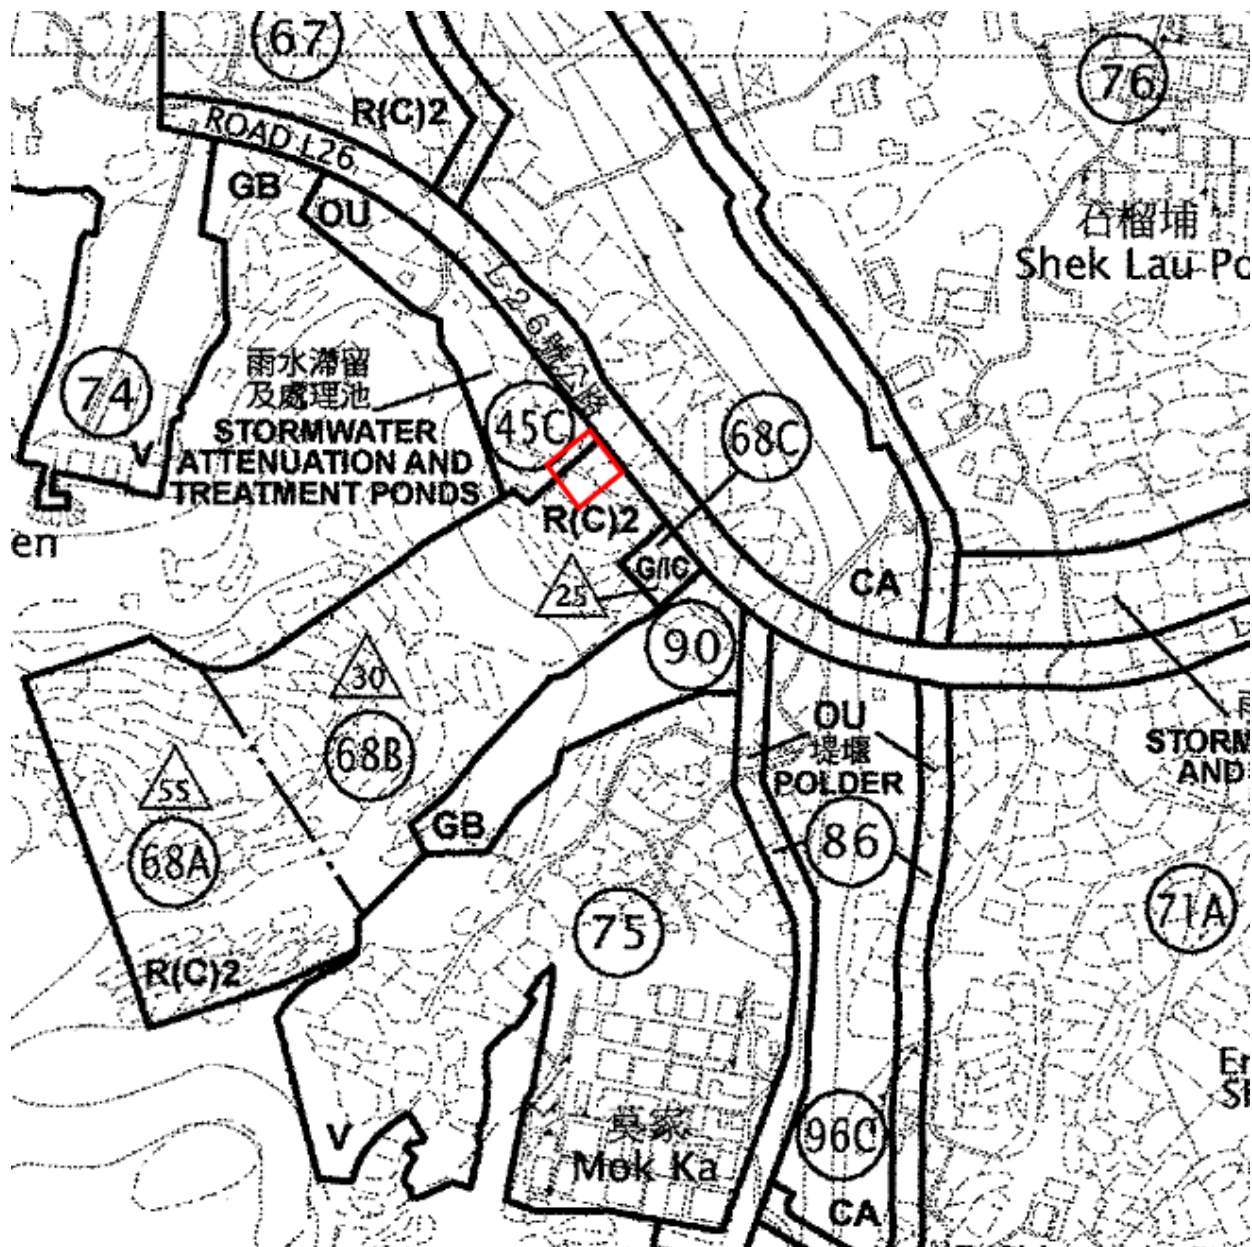 67
R(C)2
76
ROAD L26
GB
OU
石榴埔
Shek Lau Po
L26號公路
雨水滯留
及處理池
STORMWATER
ATTENUATION AND
TREATMENT PONDS
74
V
45C
68C
R(C)2
en
G/IC
25
CA
90
30
68B
OU
堤堰
POLDER
雨
STORM
AND
55
68A
GB
86
75
71A
R(C)2
莫家
Mok Ka
V
96C
CA